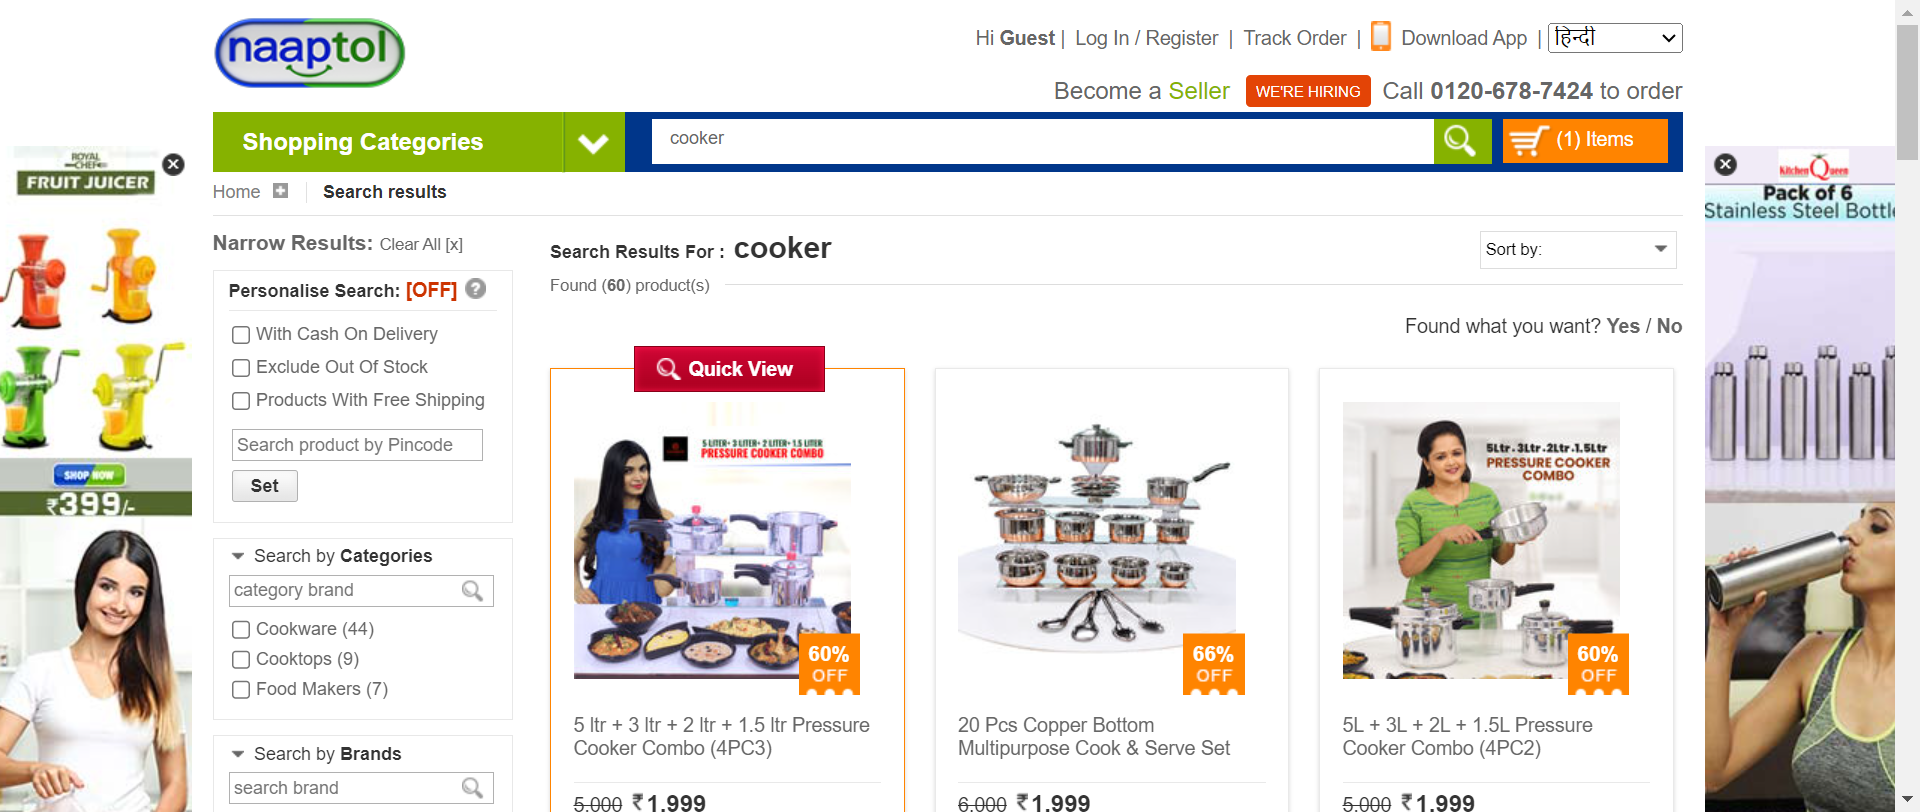 naaptol
Hi Guest | Log In / Register | Track Order | Download App | हिन्दी
Become a Seller WE'RE HIRING Call 0120-678-7424 to order
Shopping Categories
cooker
(1) Items
Home Search results
ROYAL
CHEF
FRUIT JUICER
SHOP NOW
₹399/-
Narrow Results: Clear All [x]
Personalise Search: [OFF] ?
With Cash On Delivery
Exclude Out Of Stock
Products With Free Shipping
Search product by Pincode
Set
Search by Categories
category brand
Cookware (44)
Cooktops (9)
Food Makers (7)
Search by Brands
search brand
Search Results For : cooker
Sort by:
Found (60) product(s)
Found what you want? Yes / No
Quick View
5 LITER+ 3 LITER+ 2 LITER+ 1.5 LITER
PRESSURE COOKER COMBO
60%
OFF
5 ltr + 3 ltr + 2 ltr + 1.5 ltr Pressure
Cooker Combo (4PC3)
5,000 ₹1,999
66%
OFF
20 Pcs Copper Bottom
Multipurpose Cook & Serve Set
6,000 ₹1,999
5Ltr+3Ltr+2Ltr+1.5Ltr
PRESSURE COOKER
COMBO
60%
OFF
5L + 3L + 2L + 1.5L Pressure
Cooker Combo (4PC2)
5,000 ₹1,999
Kitchen Queen
Pack of 6
Stainless Steel Bottl